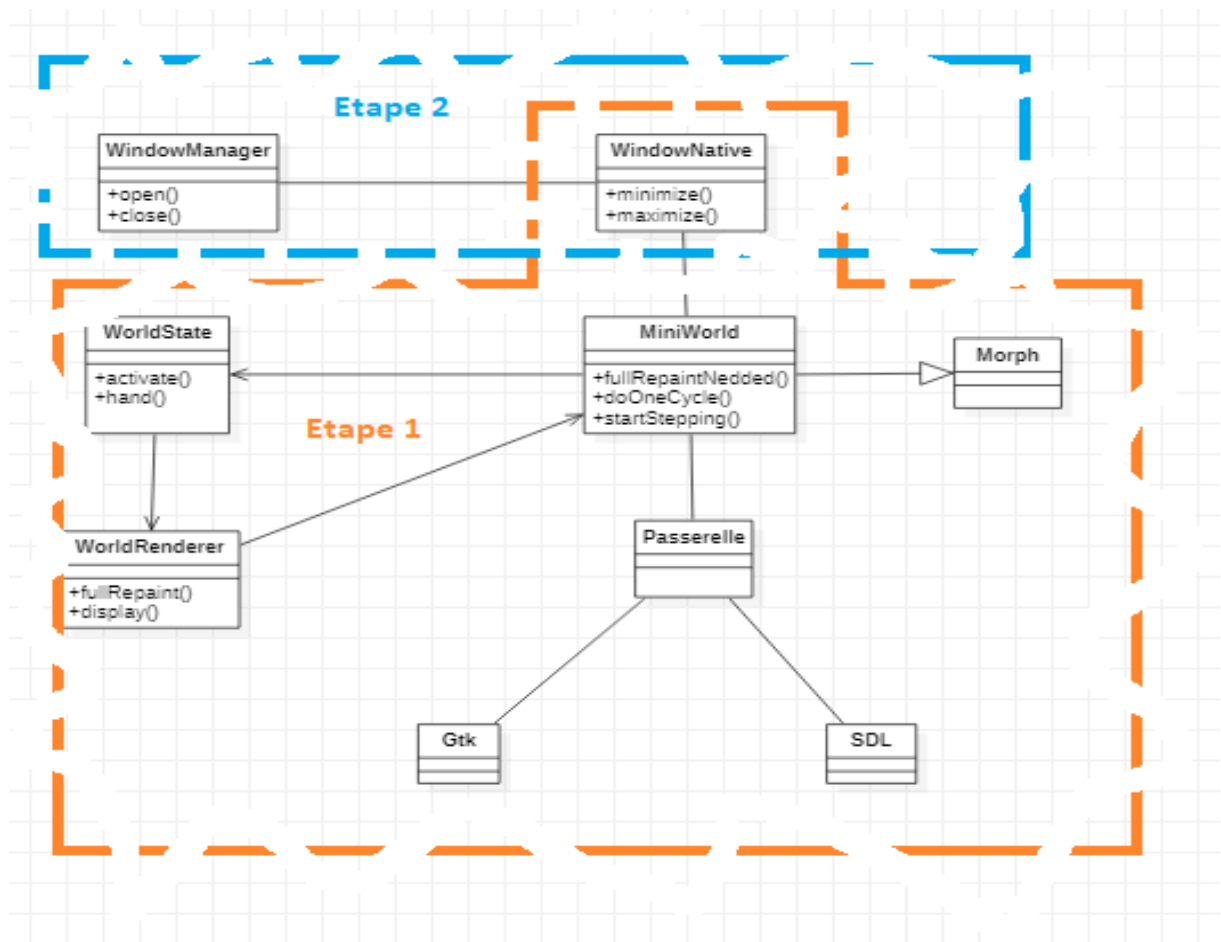 Etape 2
WindowManager
+open()
+close()
WindowNative
+minimize()
+maximize()
WorldState
+activate()
+hand()
MiniWorld
+fullRepaintNedded()
+doOneCycle()
+startStepping()
Morph
Etape 1
WorldRenderer
+fullRepaint()
+display()
Passerelle
Gtk
SDL